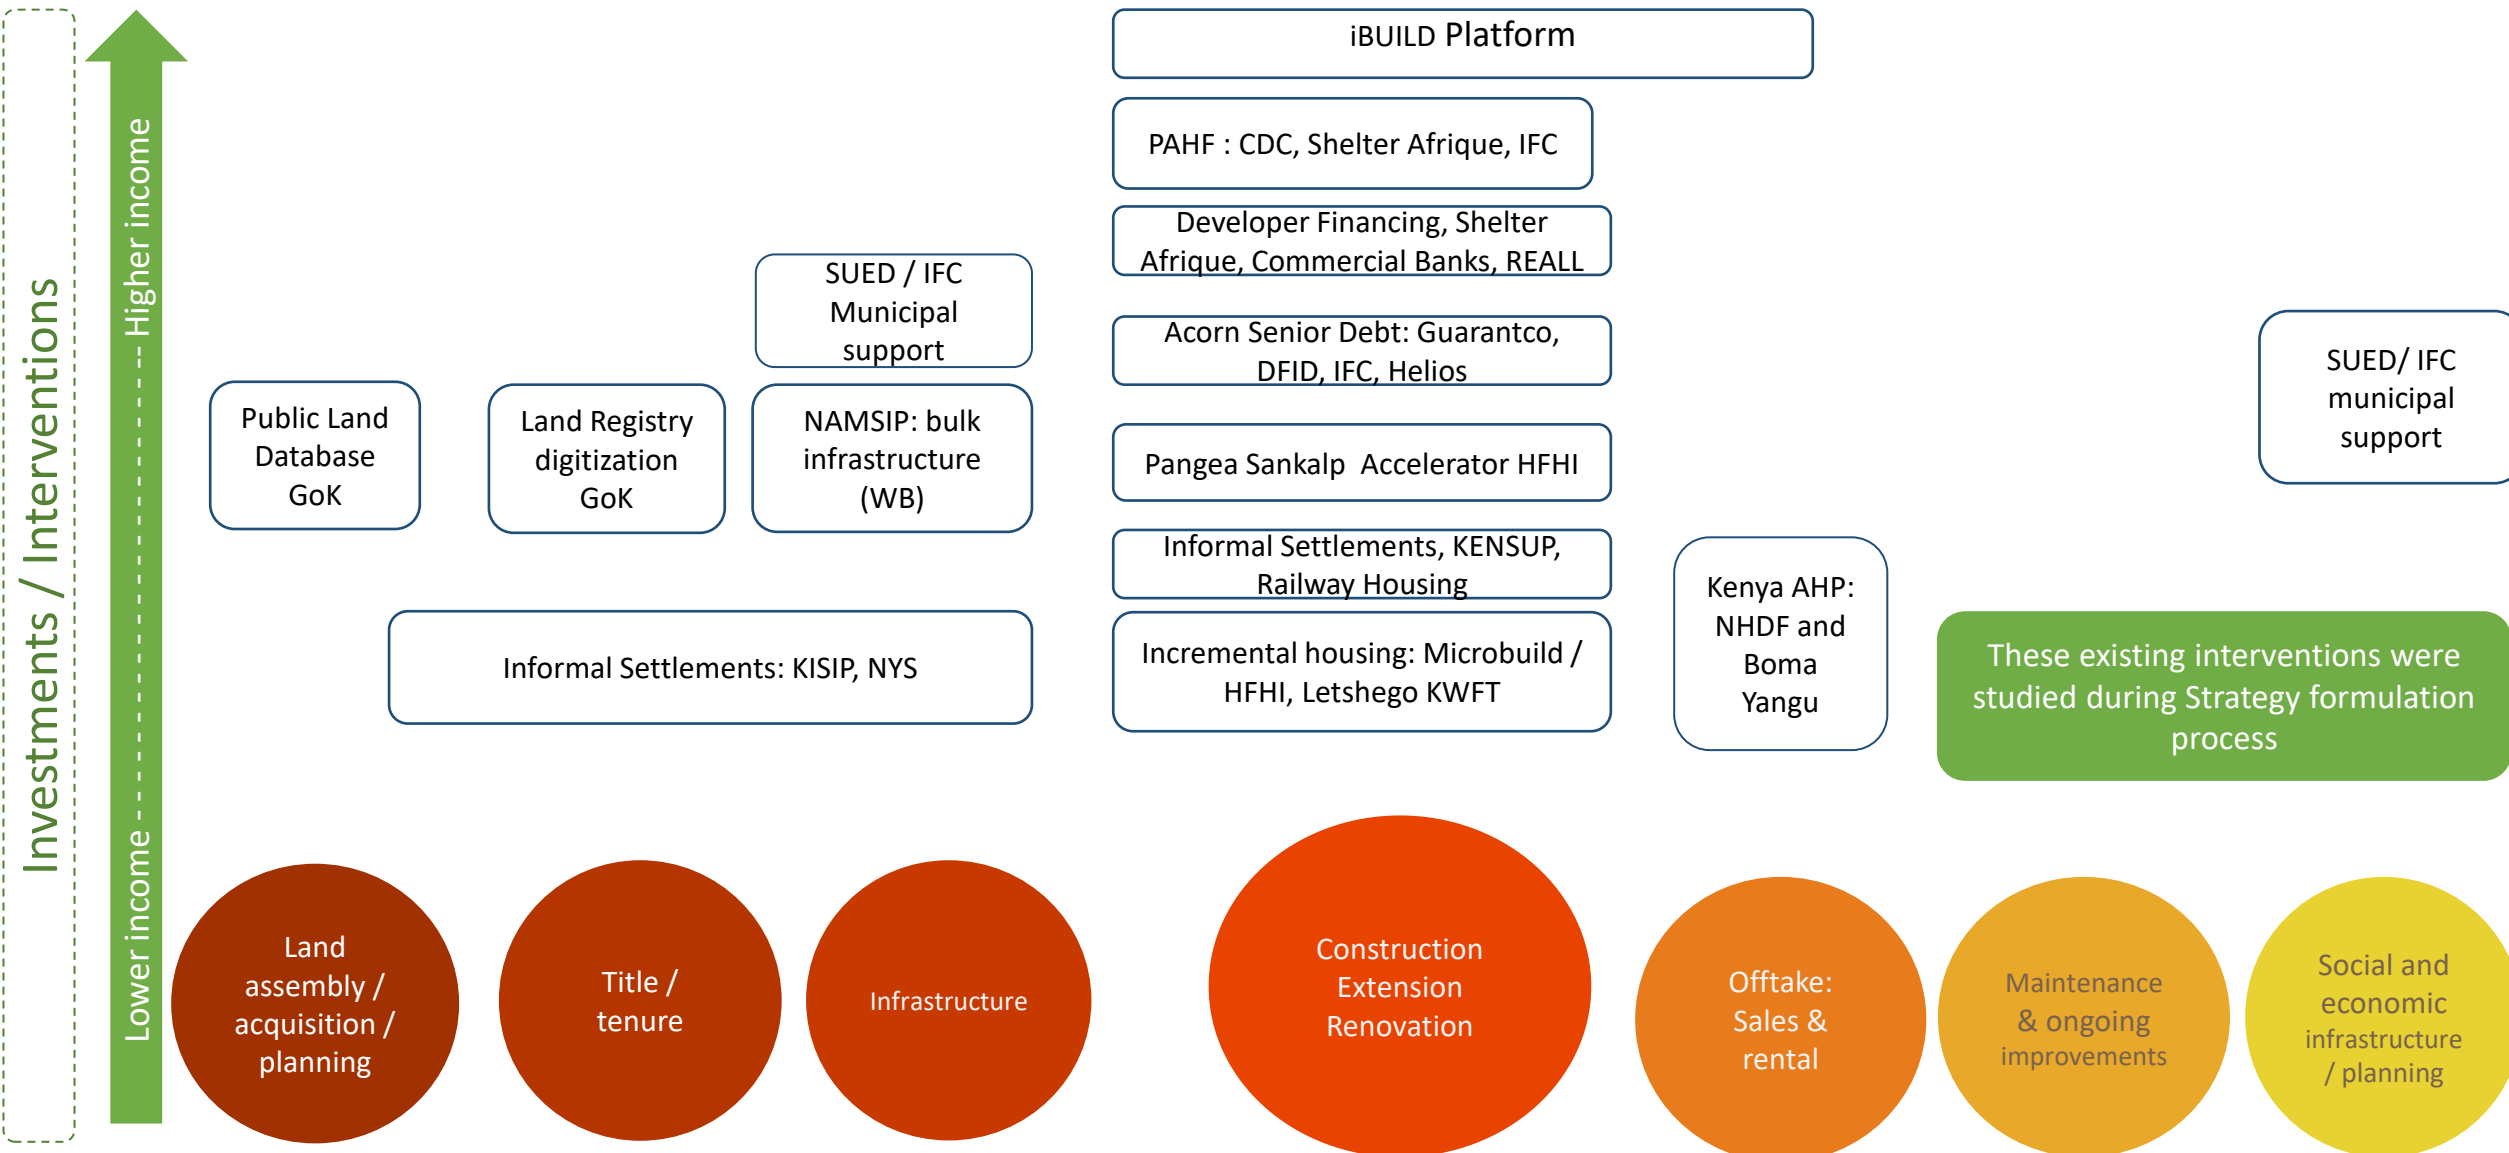 Investments / Interventions
Lower income ------- Higher income
iBUILD Platform
PAHF : CDC, Shelter Afrique, IFC
Developer Financing, Shelter
Afrique, Commercial Banks, REALL
SUED / IFC
Municipal
support
Acorn Senior Debt: Guarantco,
DFID, IFC, Helios
SUED/ IFC
municipal
support
Public Land
Database
GoK
Land Registry
digitization
GoK
NAMSIP: bulk
infrastructure
(WB)
Pangea Sankalp  Accelerator HFHI
Informal Settlements, KENSUP,
Railway Housing
Kenya AHP:
NHDF and
Boma
Yangu
Informal Settlements: KISIP, NYS
Incremental housing: Microbuild /
HFHI, Letshego KWFT
These existing interventions were
studied during Strategy formulation
process
Land
assembly /
acquisition /
planning
Title /
tenure
Infrastructure
Construction
Extension
Renovation
Offtake:
Sales &
rental
Maintenance
& ongoing
improvements
Social and
economic
infrastructure
/ planning